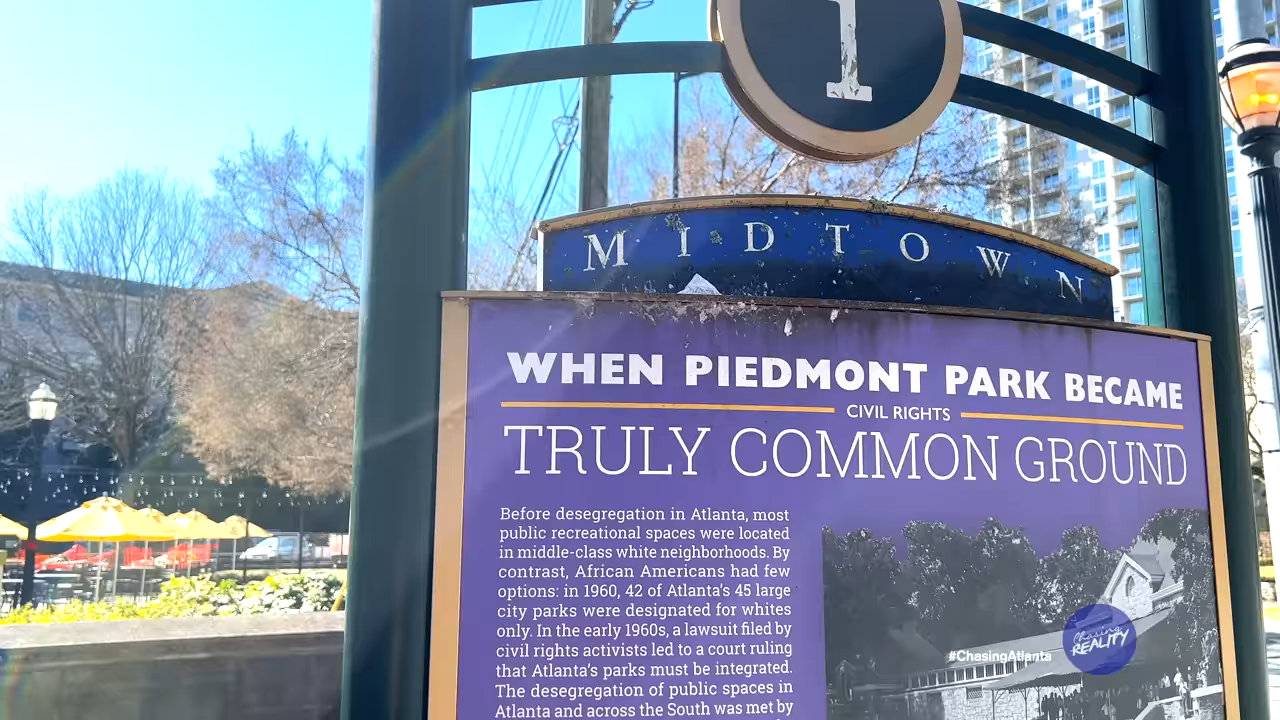 1
MIDTOWN
WHEN PIEDMONT PARK BECAME
CIVIL RIGHTS
TRULY COMMON GROUND
Before desegregation in Atlanta, most
public recreational spaces were located
in middle-class white neighborhoods. By
contrast, African Americans had few
options: in 1960, 42 of Atlanta's 45 large
city parks were designated for whites
only. In the early 1960s, a lawsuit filed by
civil rights activists led to a court ruling
that Atlanta's parks must be integrated.
The desegregation of public spaces in
Atlanta and across the South was met by
#ChasingAtlanta
Chasing
REALITY